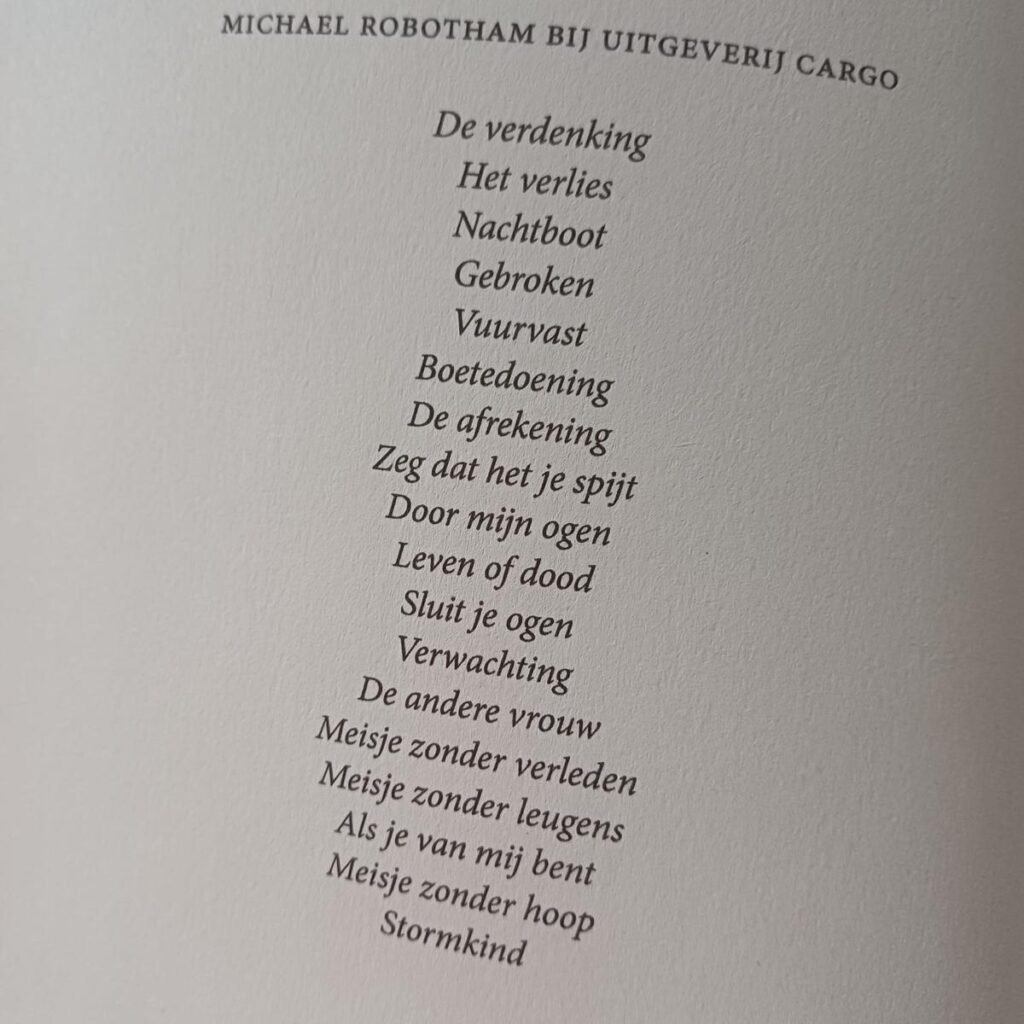 MICHAEL ROBOTHAM BIJ UITGEVERIJ CARGO
De verdenking
Het verlies
Nachtboot
Gebroken
Vuurvast
Boetedoening
De afrekening
Zeg dat het je spijt
Door mijn ogen
Leven of dood
Sluit je ogen
Verwachting
De andere vrouw
Meisje zonder verleden
Meisje zonder leugens
Als je van mij bent
Meisje zonder hoop
Stormkind